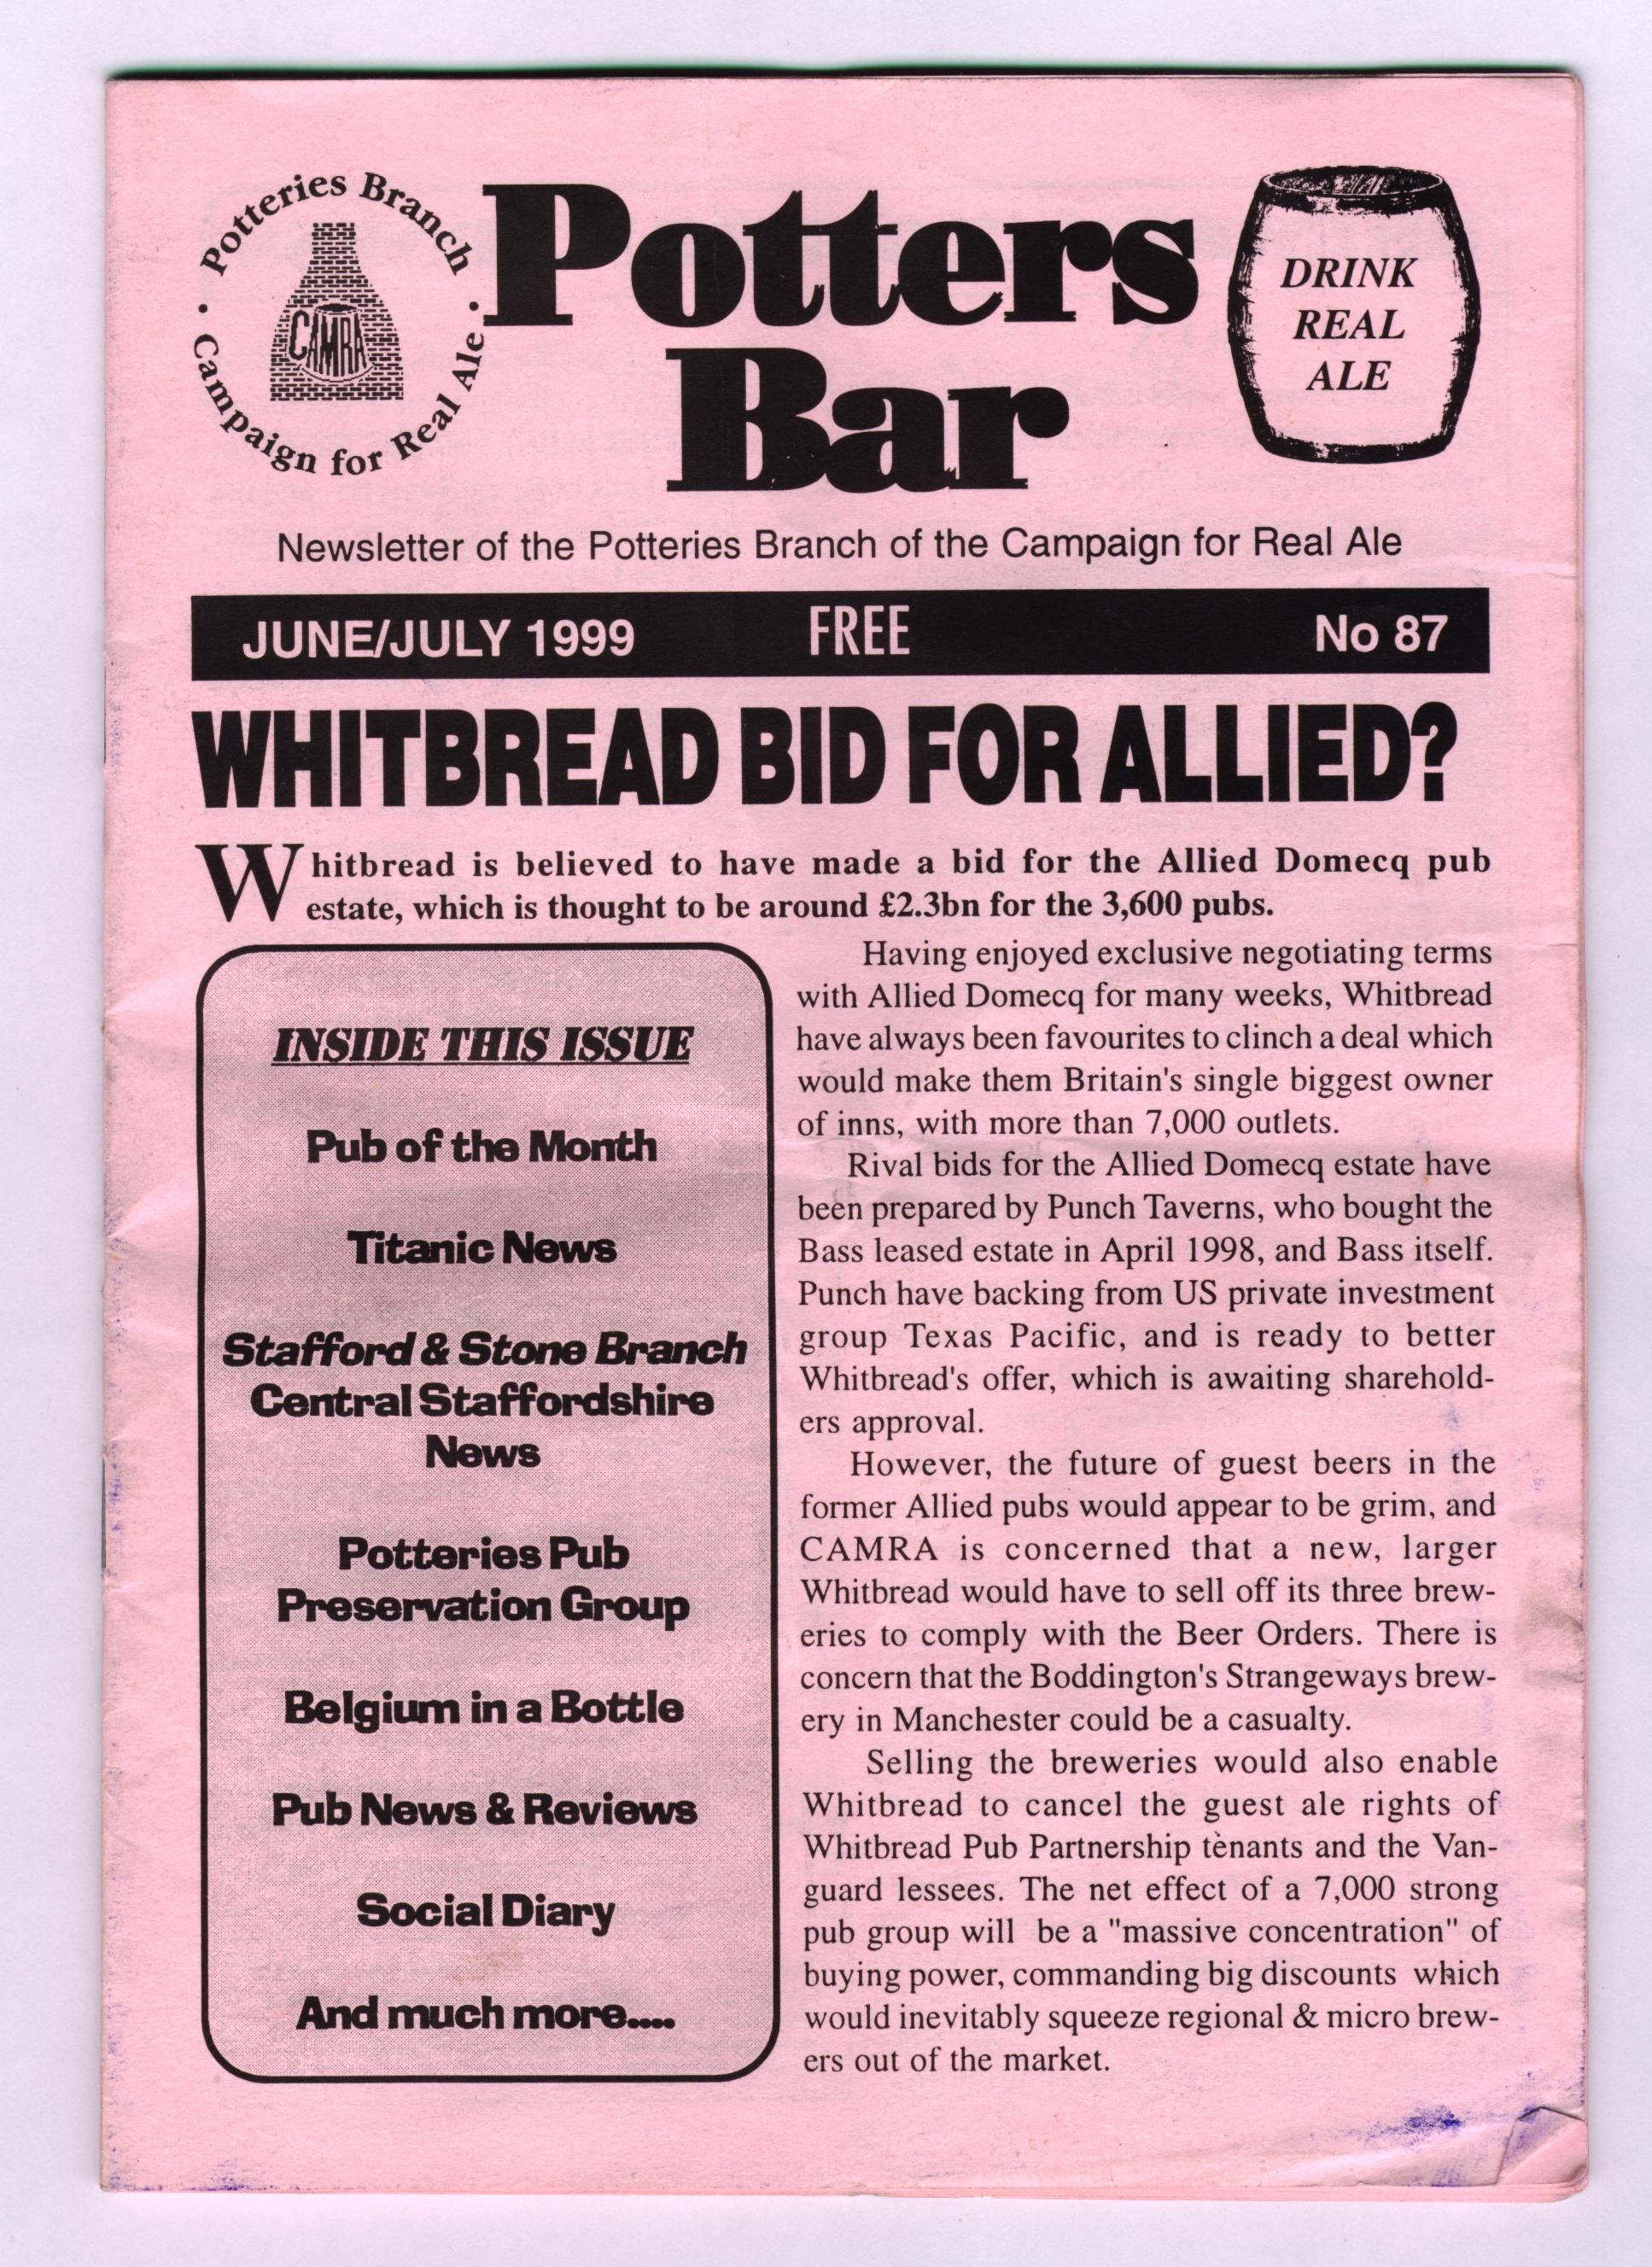 Potteries Branch
• Campaign for Real Ale •
CAMRA
Potters
Bar
DRINK
REAL
ALE
Newsletter of the Potteries Branch of the Campaign for Real Ale
JUNE/JULY 1999 FREE No 87
WHITBREAD BID FOR ALLIED?
Whitbread is believed to have made a bid for the Allied Domecq pub
estate, which is thought to be around £2.3bn for the 3,600 pubs.
INSIDE THIS ISSUE
Pub of the Month
Titanic News
Stafford & Stone Branch
Central Staffordshire
News
Potteries Pub
Preservation Group
Belgium in a Bottle
Pub News & Reviews
Social Diary
And much more....
Having enjoyed exclusive negotiating terms
with Allied Domecq for many weeks, Whitbread
have always been favourites to clinch a deal which
would make them Britain's single biggest owner
of inns, with more than 7,000 outlets.
Rival bids for the Allied Domecq estate have
been prepared by Punch Taverns, who bought the
Bass leased estate in April 1998, and Bass itself.
Punch have backing from US private investment
group Texas Pacific, and is ready to better
Whitbread's offer, which is awaiting sharehold-
ers approval.
However, the future of guest beers in the
former Allied pubs would appear to be grim, and
CAMRA is concerned that a new, larger
Whitbread would have to sell off its three brew-
eries to comply with the Beer Orders. There is
concern that the Boddington's Strangeways brew-
ery in Manchester could be a casualty.
Selling the breweries would also enable
Whitbread to cancel the guest ale rights of
Whitbread Pub Partnership tenants and the Van-
guard lessees. The net effect of a 7,000 strong
pub group will be a "massive concentration" of
buying power, commanding big discounts which
would inevitably squeeze regional & micro brew-
ers out of the market.